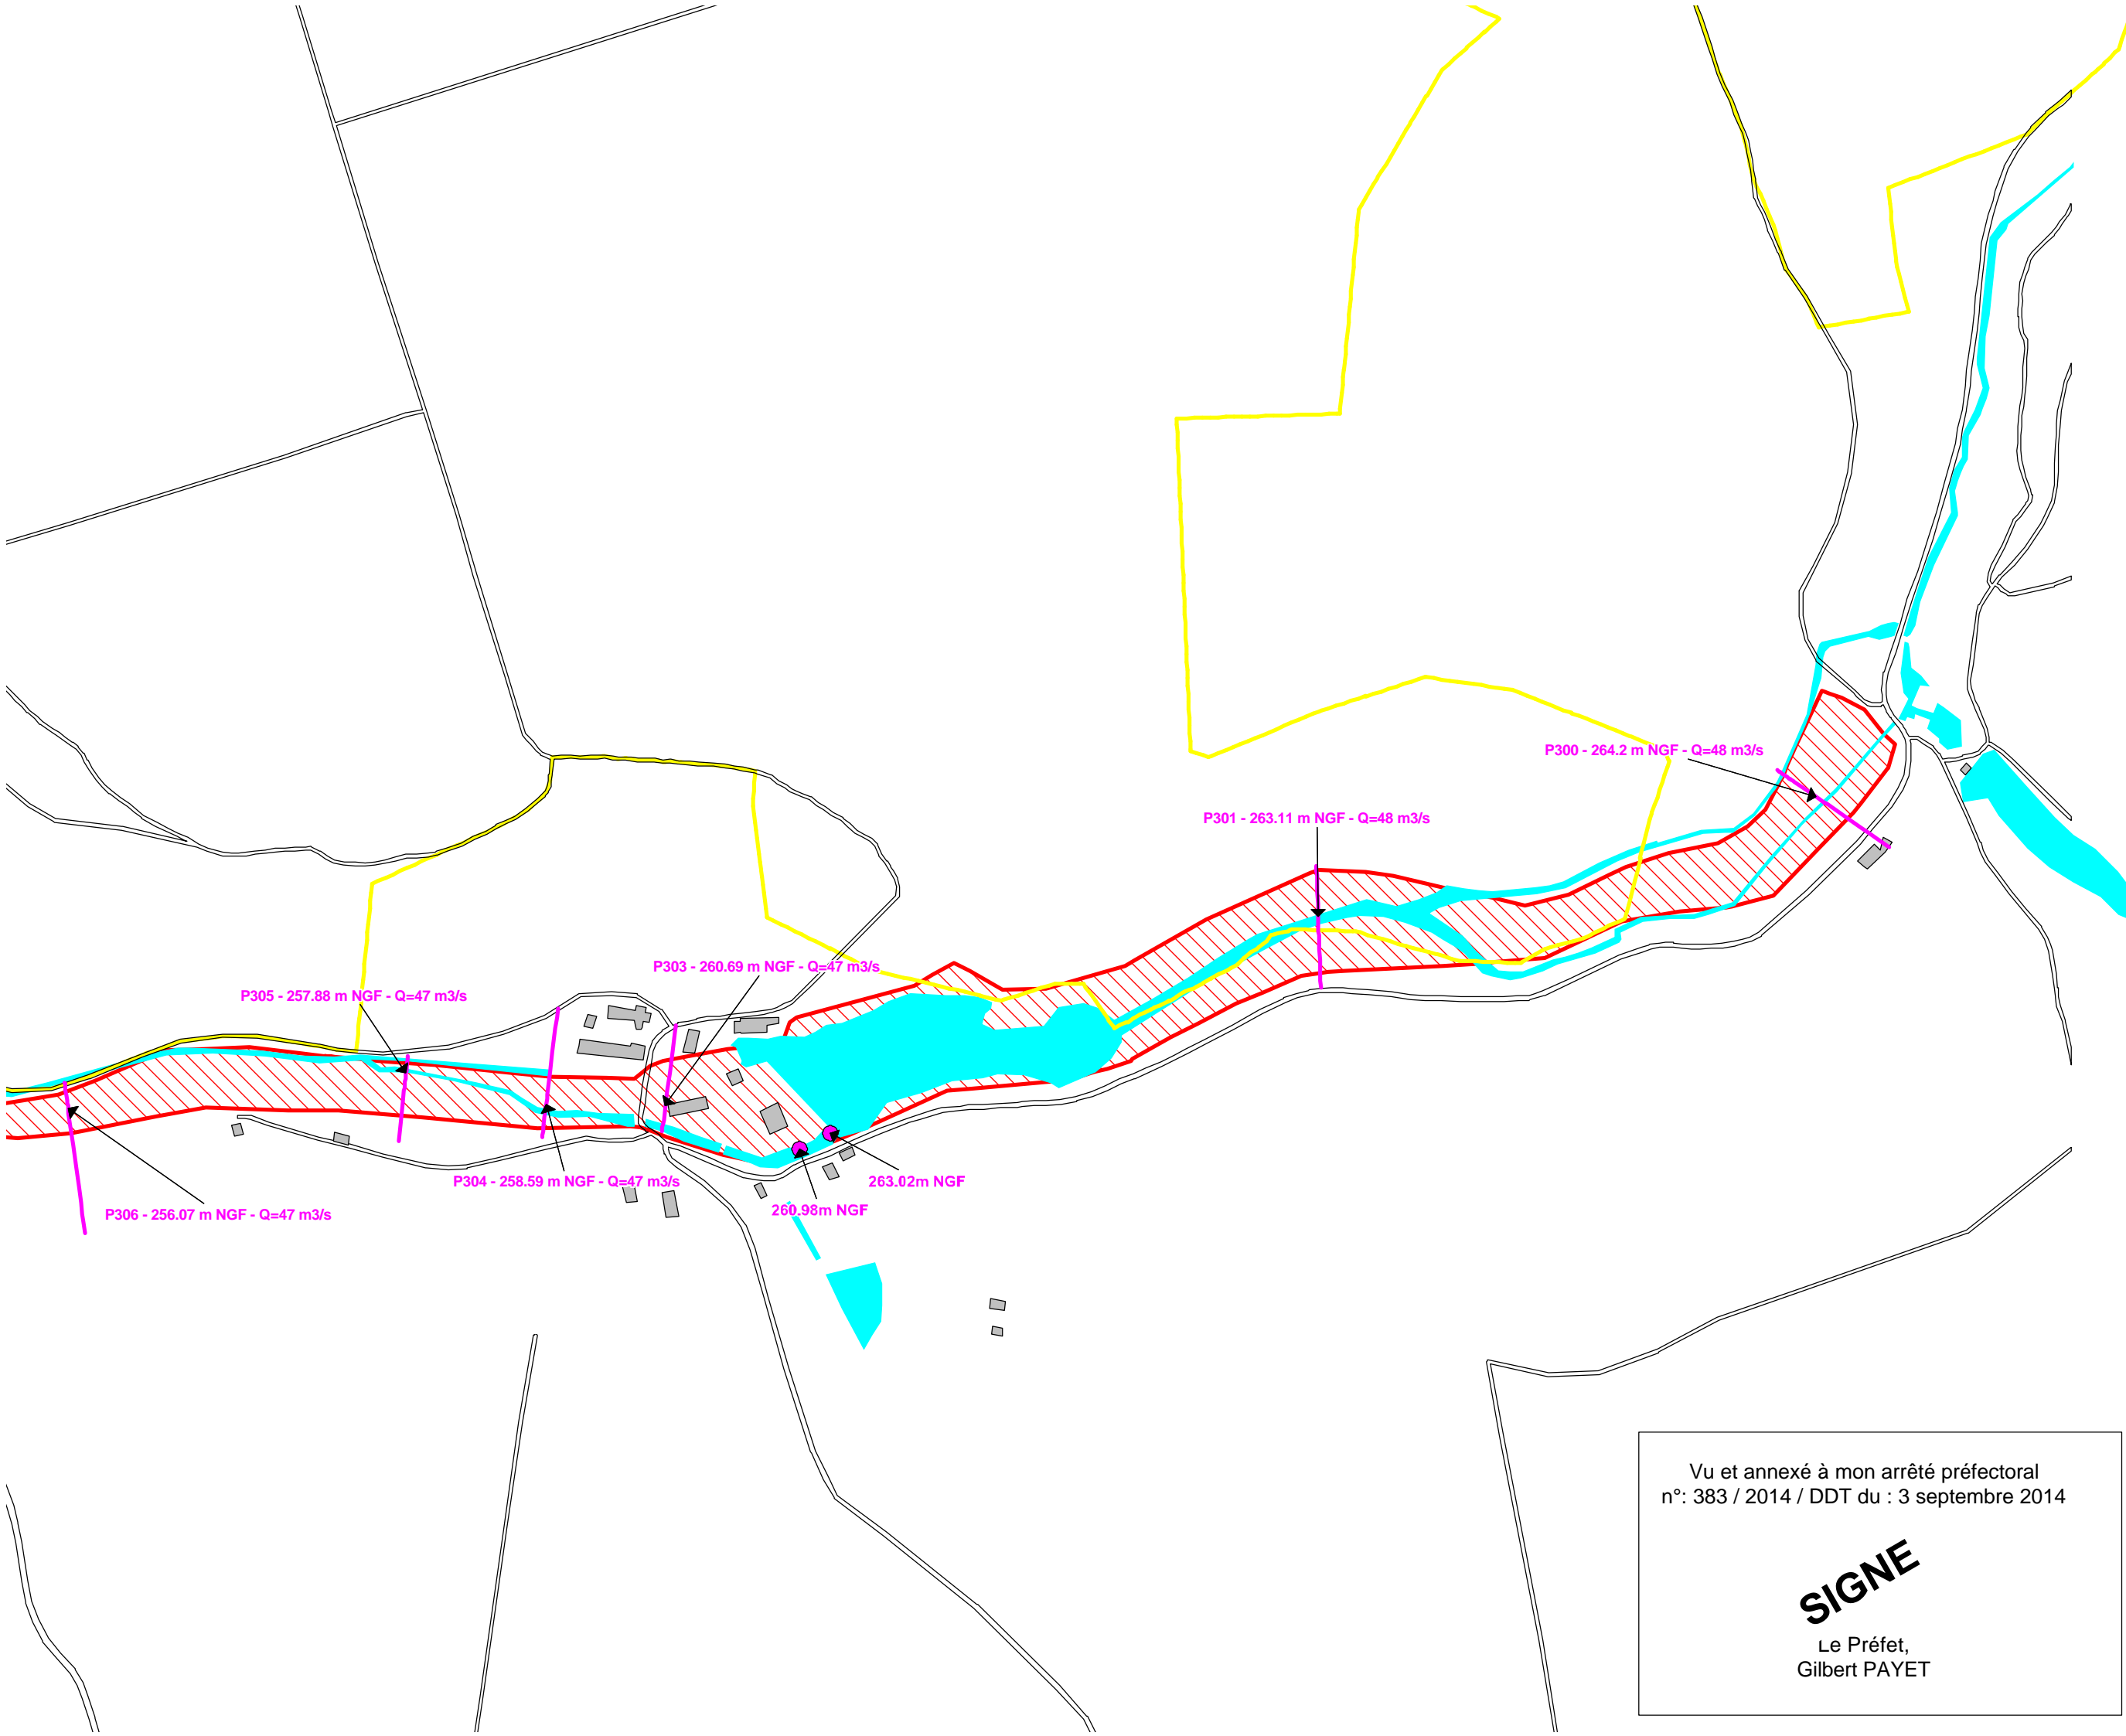 P300 - 264.2 m NGF - Q=48 m3/s
P301 - 263.11 m NGF - Q=48 m3/s
P303 - 260.69 m NGF - Q=47 m3/s
P305 - 257.88 m NGF - Q=47 m3/s
P304 - 258.59 m NGF - Q=47 m3/s
263.02m NGF
260.98m NGF
P306 - 256.07 m NGF - Q=47 m3/s
Vu et annexé à mon arrêté préfectoral
n°: 383 / 2014 / DDT du : 3 septembre 2014
SIGNE
Le Préfet,
Gilbert PAYET